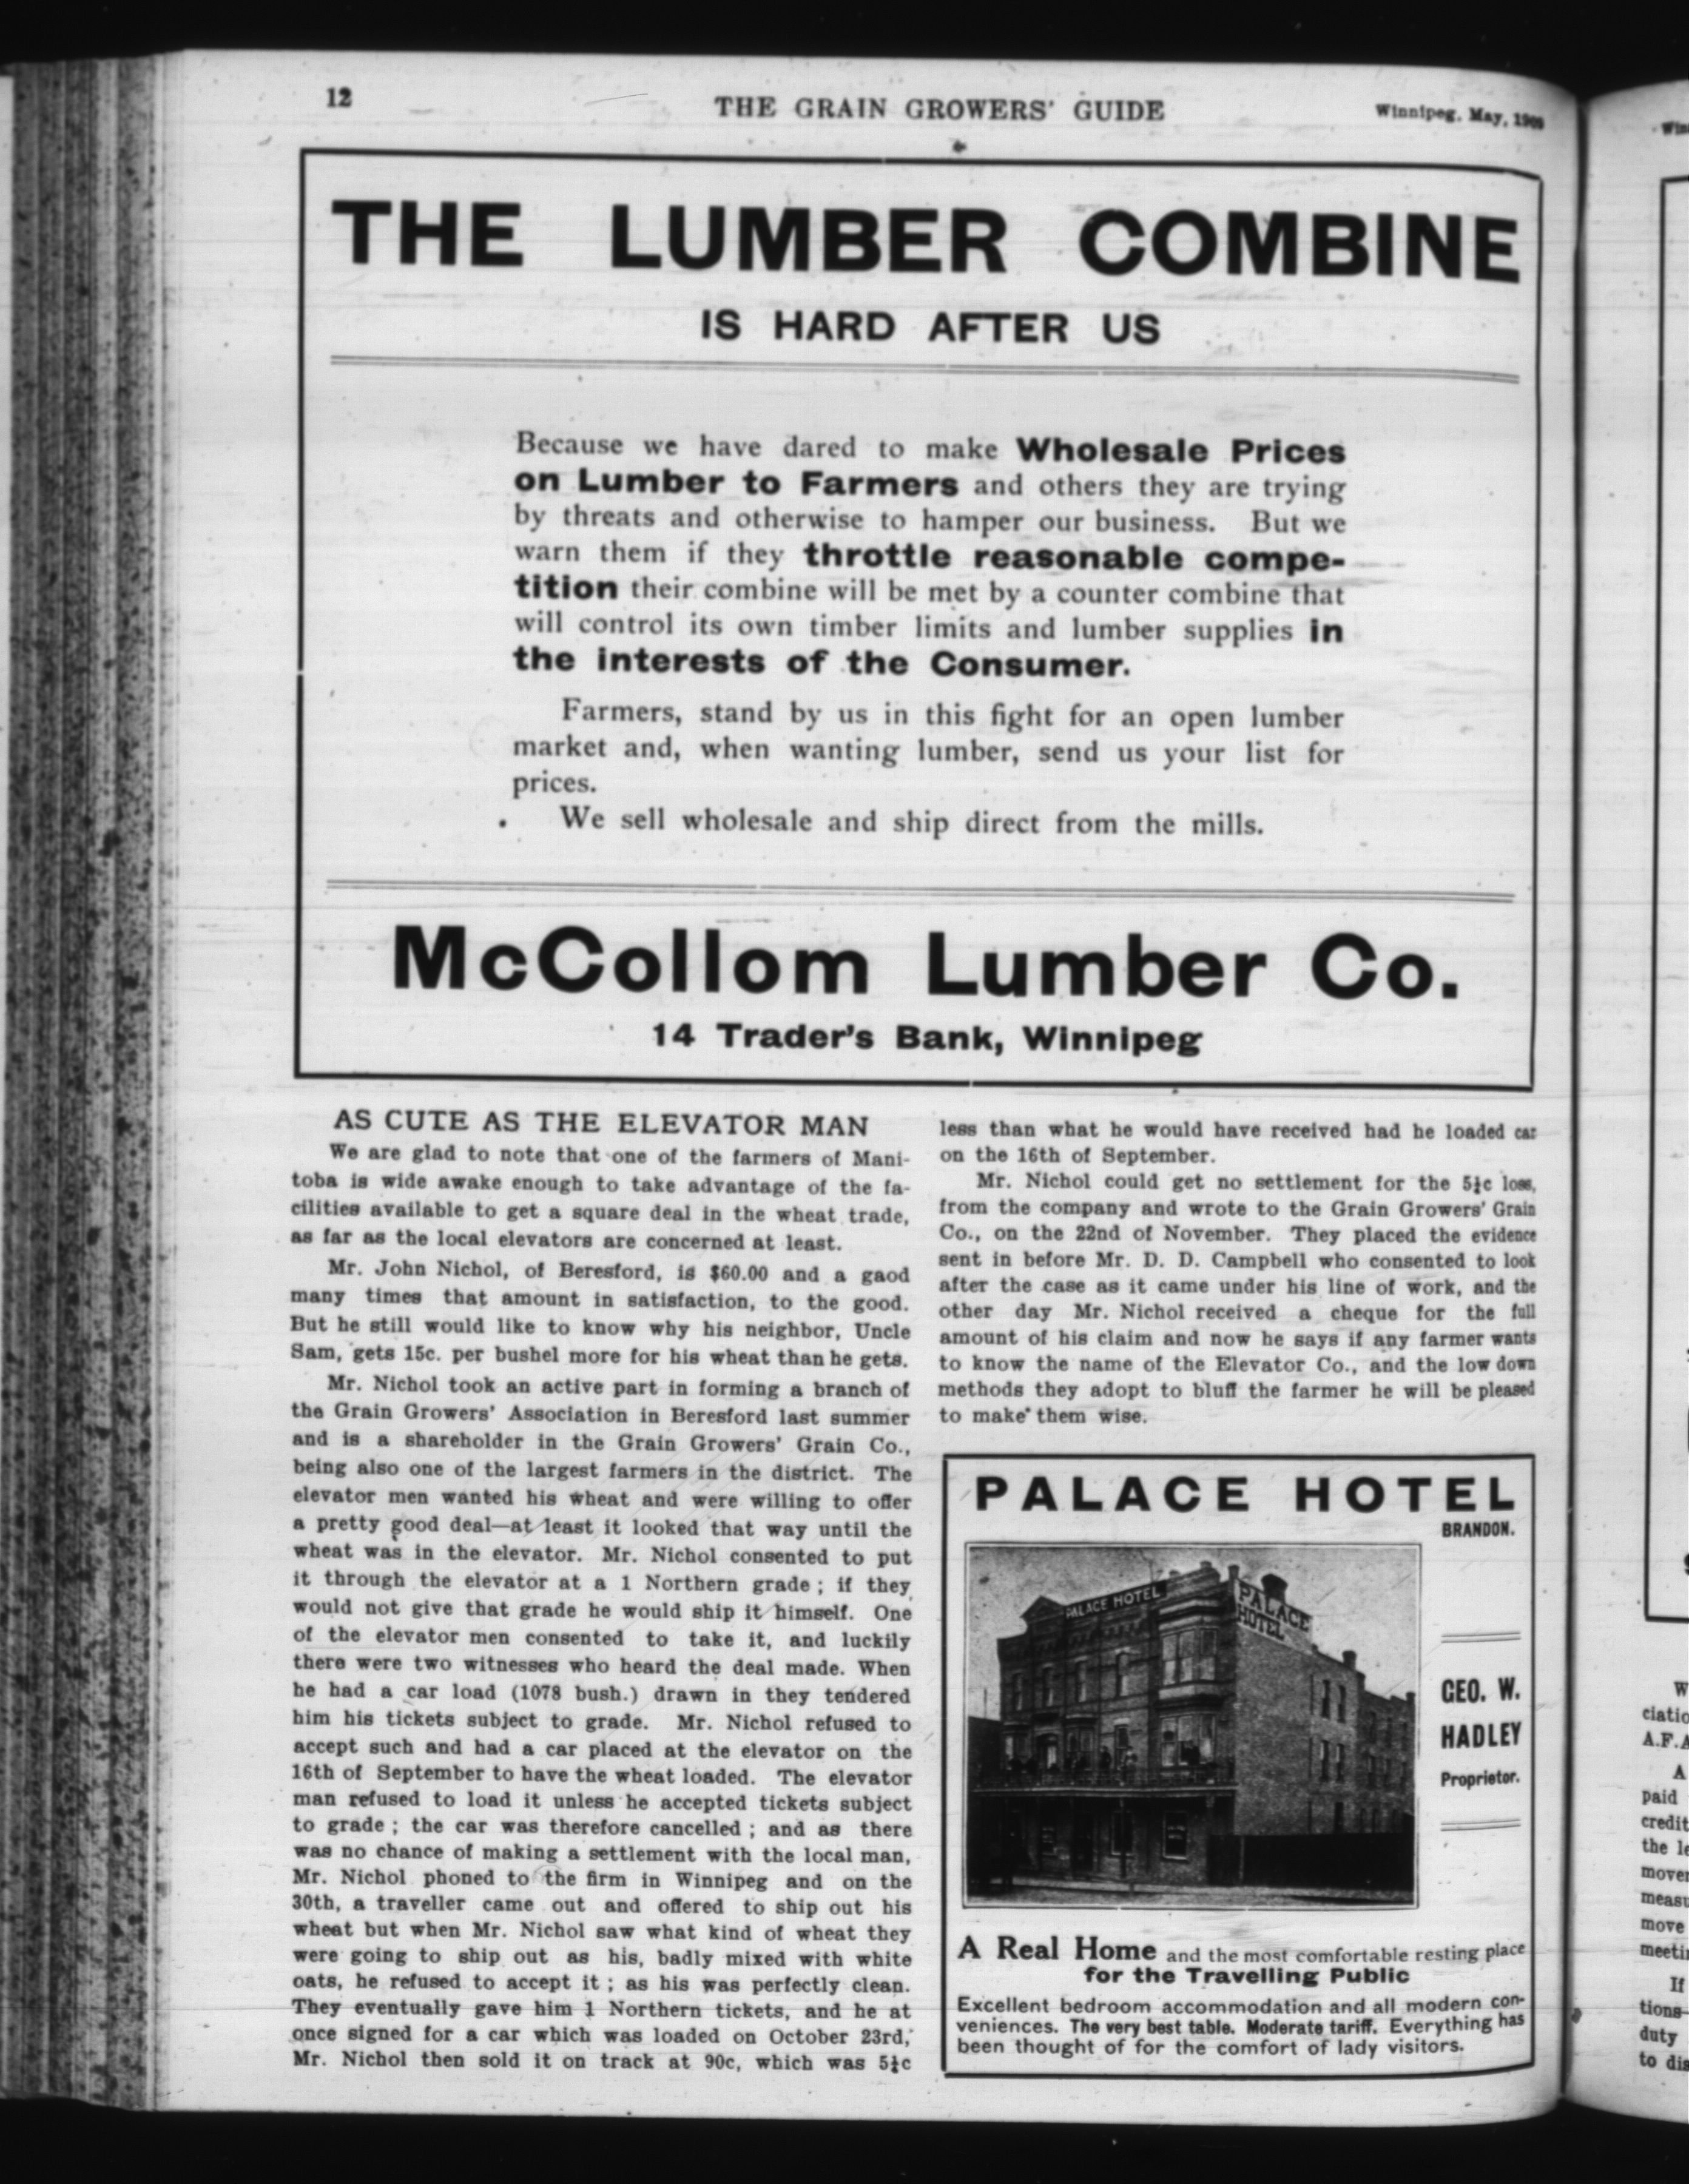 12
THE GRAIN GROWERS' GUIDE
Winnipeg, May,
THE LUMBER COMBINE
IS HARD AFTER US
Because we have dared to make Wholesale Prices
on Lumber to Farmers and others they are trying
by threats and otherwise to hamper our business. But we
warn them if they throttle reasonable compe-
tition their combine will be met by a counter combine that
will control its own timber limits and lumber supplies in
the interests of the Consumer.
Farmers, stand by us in this fight for an open lumber
market and, when wanting lumber, send us your list for
prices.
We sell wholesale and ship direct from the mills.
McCollom Lumber Co.
14 Trader's Bank, Winnipeg
AS CUTE AS THE ELEVATOR MAN
We are glad to note that one of the farmers of Mani-
toba is wide awake enough to take advantage of the fa-
cilities available to get a square deal in the wheat trade,
as far as the local elevators are concerned at least.
Mr. John Nichol, of Beresford, is $60.00 and a gaod
many times that amount in satisfaction, to the good.
But he still would like to know why his neighbor, Uncle
Sam, gets 15c. per bushel more for his wheat than he gets.
Mr. Nichol took an active part in forming a branch of
the Grain Growers' Association in Beresford last summer
and is a shareholder in the Grain Growers' Grain Co.,
being also one of the largest farmers in the district. The
elevator men wanted his wheat and were willing to offer
a pretty good deal—at least it looked that way until the
wheat was in the elevator. Mr. Nichol consented to put
it through the elevator at a 1 Northern grade; if they
would not give that grade he would ship it himself. One
of the elevator men consented to take it, and luckily
there were two witnesses who heard the deal made. When
he had a car load (1078 bush.) drawn in they tendered
him his tickets subject to grade. Mr. Nichol refused to
accept such and had a car placed at the elevator on the
16th of September to have the wheat loaded. The elevator
man refused to load it unless he accepted tickets subject
to grade; the car was therefore cancelled; and as there
was no chance of making a settlement with the local man,
Mr. Nichol phoned to the firm in Winnipeg and on the
30th, a traveller came out and offered to ship out his
wheat but when Mr. Nichol saw what kind of wheat they
were going to ship out as his, badly mixed with white
oats, he refused to accept it; as his was perfectly clean.
They eventually gave him 1 Northern tickets, and he at
once signed for a car which was loaded on October 23rd,
Mr. Nichol then sold it on track at 90c, which was
less than what he would have received had he loaded car
on the 16th of September.
Mr. Nichol could get no settlement for the loss,
from the company and wrote to the Grain Growers' Grain
Co., on the 22nd of November. They placed the evidence
sent in before Mr. D. D. Campbell who consented to look
after the case as it came under his line of work, and the
other day Mr. Nichol received a cheque for the full
amount of his claim and now he says if any farmer wants
to know the name of the Elevator Co., and the low down
methods they adopt to bluff the farmer he will be pleased
to make them wise.
PALACE HOTEL
BRANDON.
PALACE HOTEL
PALACE
HOTEL
GEO. W.
HADLEY
Proprietor.
A Real Home and the most comfortable resting place
for the Travelling Public
Excellent bedroom accommodation and all modern con-
veniences. The very best table. Moderate tariff. Everything has
been thought of for the comfort of lady visitors.
A.F.A
A
paid
credit
If
duty